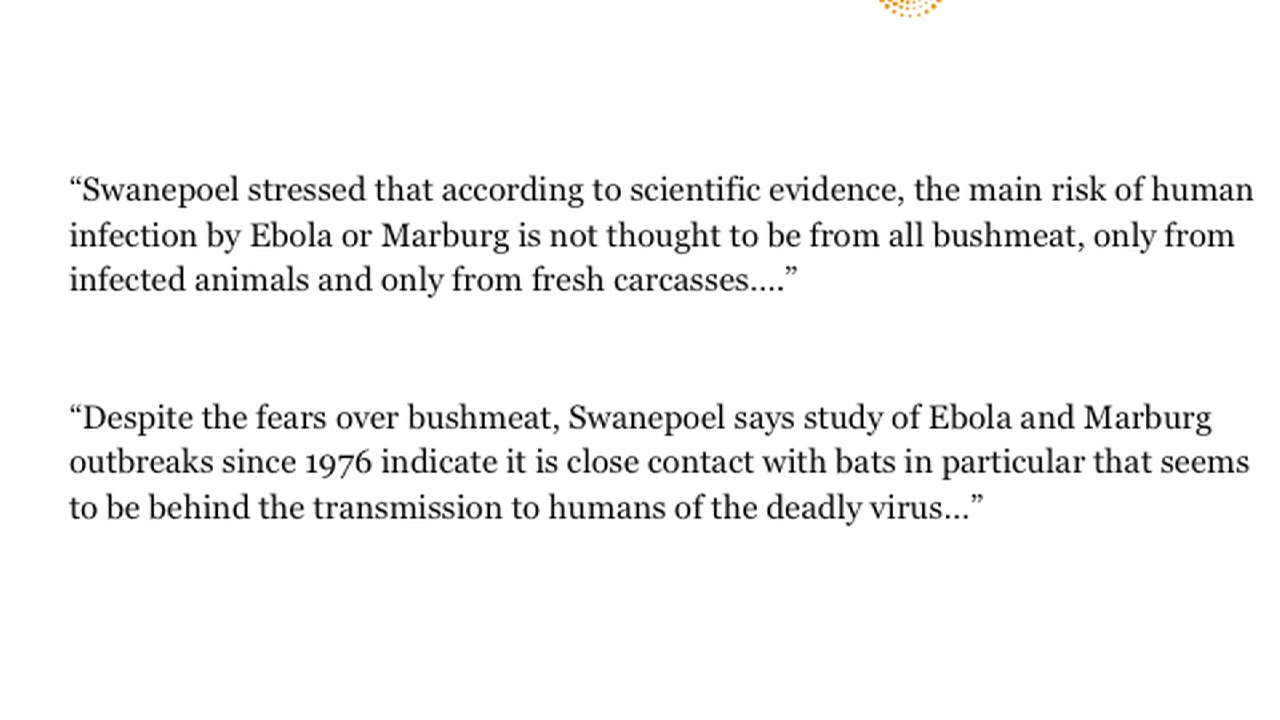 “Swanepoel stressed that according to scientific evidence, the main risk of human
infection by Ebola or Marburg is not thought to be from all bushmeat, only from
infected animals and only from fresh carcasses....”
“Despite the fears over bushmeat, Swanepoel says study of Ebola and Marburg
outbreaks since 1976 indicate it is close contact with bats in particular that seems
to be behind the transmission to humans of the deadly virus...”